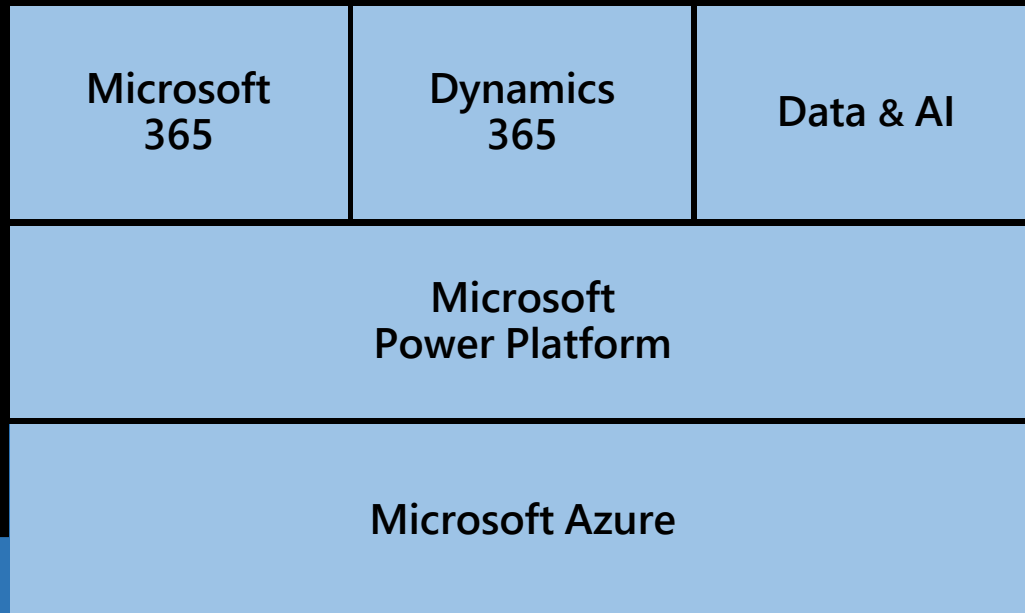 Microsoft
365
Dynamics
365
Data & AI
Microsoft
Power Platform
Microsoft Azure